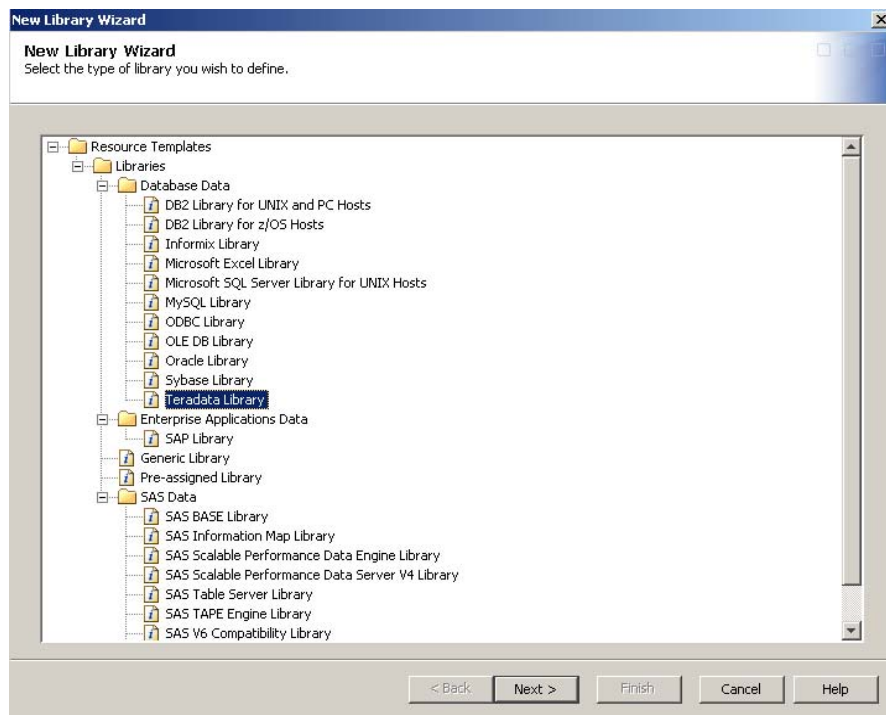 New Library Wizard
New Library Wizard
Select the type of library you wish to define.
Resource Templates
Libraries
Database Data
DB2 Library for UNIX and PC Hosts
DB2 Library for z/OS Hosts
Informix Library
Microsoft Excel Library
Microsoft SQL Server Library for UNIX Hosts
MySQL Library
ODBC Library
OLE DB Library
Oracle Library
Sybase Library
Teradata Library
Enterprise Applications Data
SAP Library
Generic Library
Pre-assigned Library
SAS Data
SAS BASE Library
SAS Information Map Library
SAS Scalable Performance Data Engine Library
SAS Scalable Performance Data Server V4 Library
SAS Table Server Library
SAS TAPE Engine Library
SAS V6 Compatibility Library
< Back Next > Finish Cancel Help